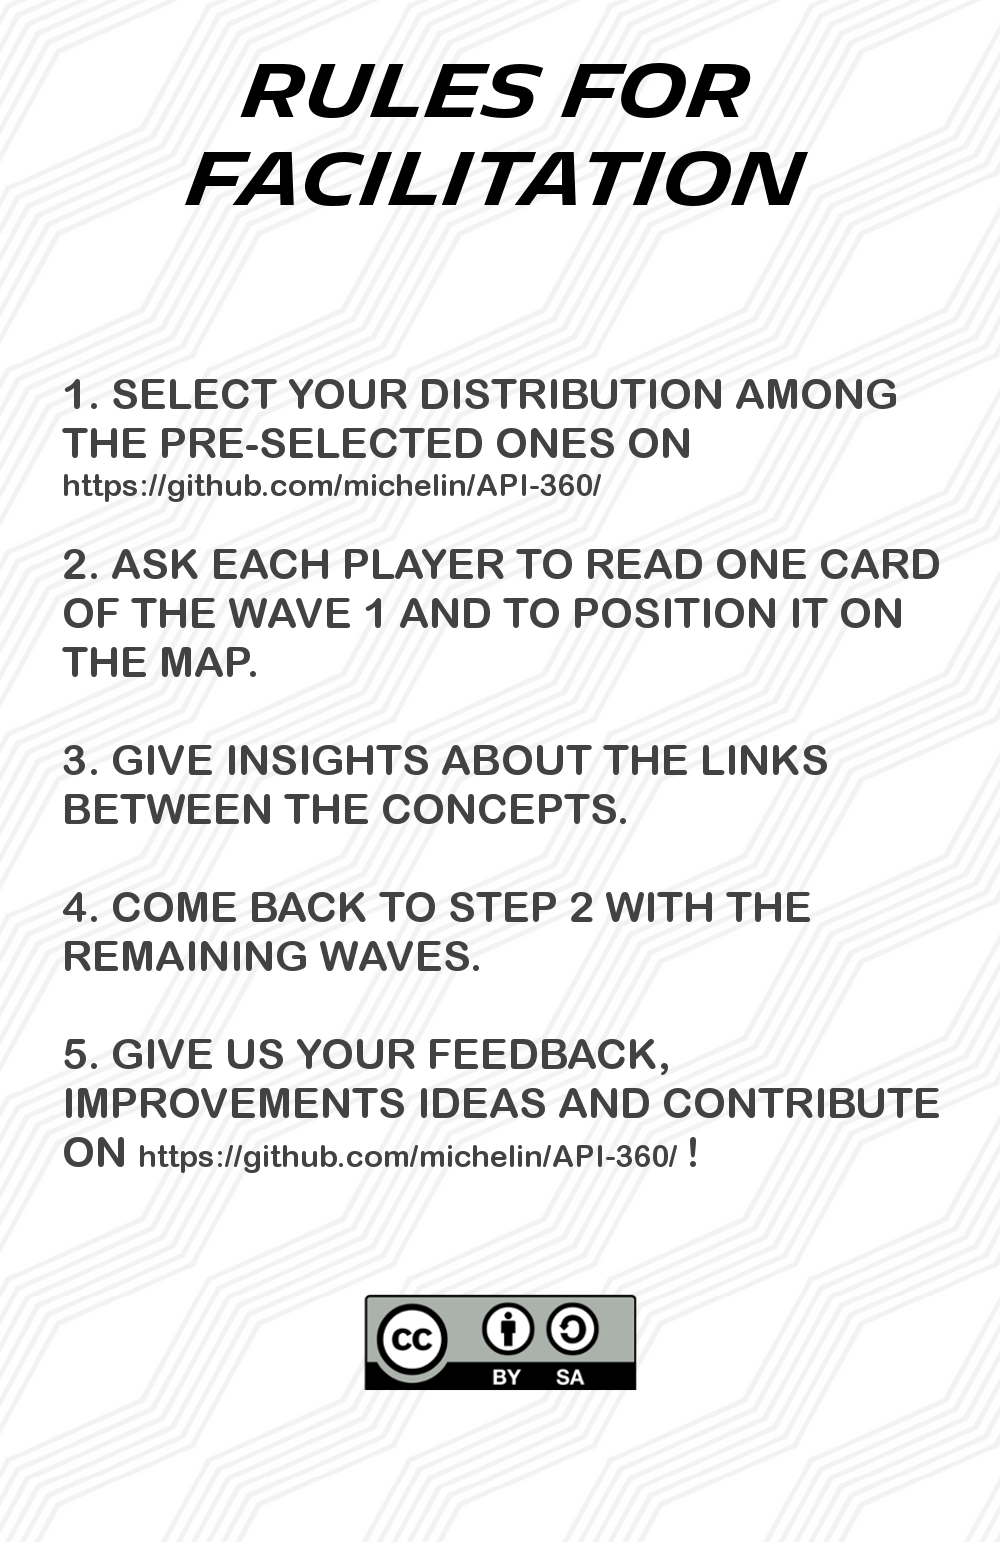 RULES FOR
FACILITATION
1. SELECT YOUR DISTRIBUTION AMONG
THE PRE-SELECTED ONES ON
https://github.com/michelin/API-360/
2. ASK EACH PLAYER TO READ ONE CARD
OF THE WAVE 1 AND TO POSITION IT ON
THE MAP.
3. GIVE INSIGHTS ABOUT THE LINKS
BETWEEN THE CONCEPTS.
4. COME BACK TO STEP 2 WITH THE
REMAINING WAVES.
5. GIVE US YOUR FEEDBACK,
IMPROVEMENTS IDEAS AND CONTRIBUTE
ON https://github.com/michelin/API-360/ !
CC
BY SA